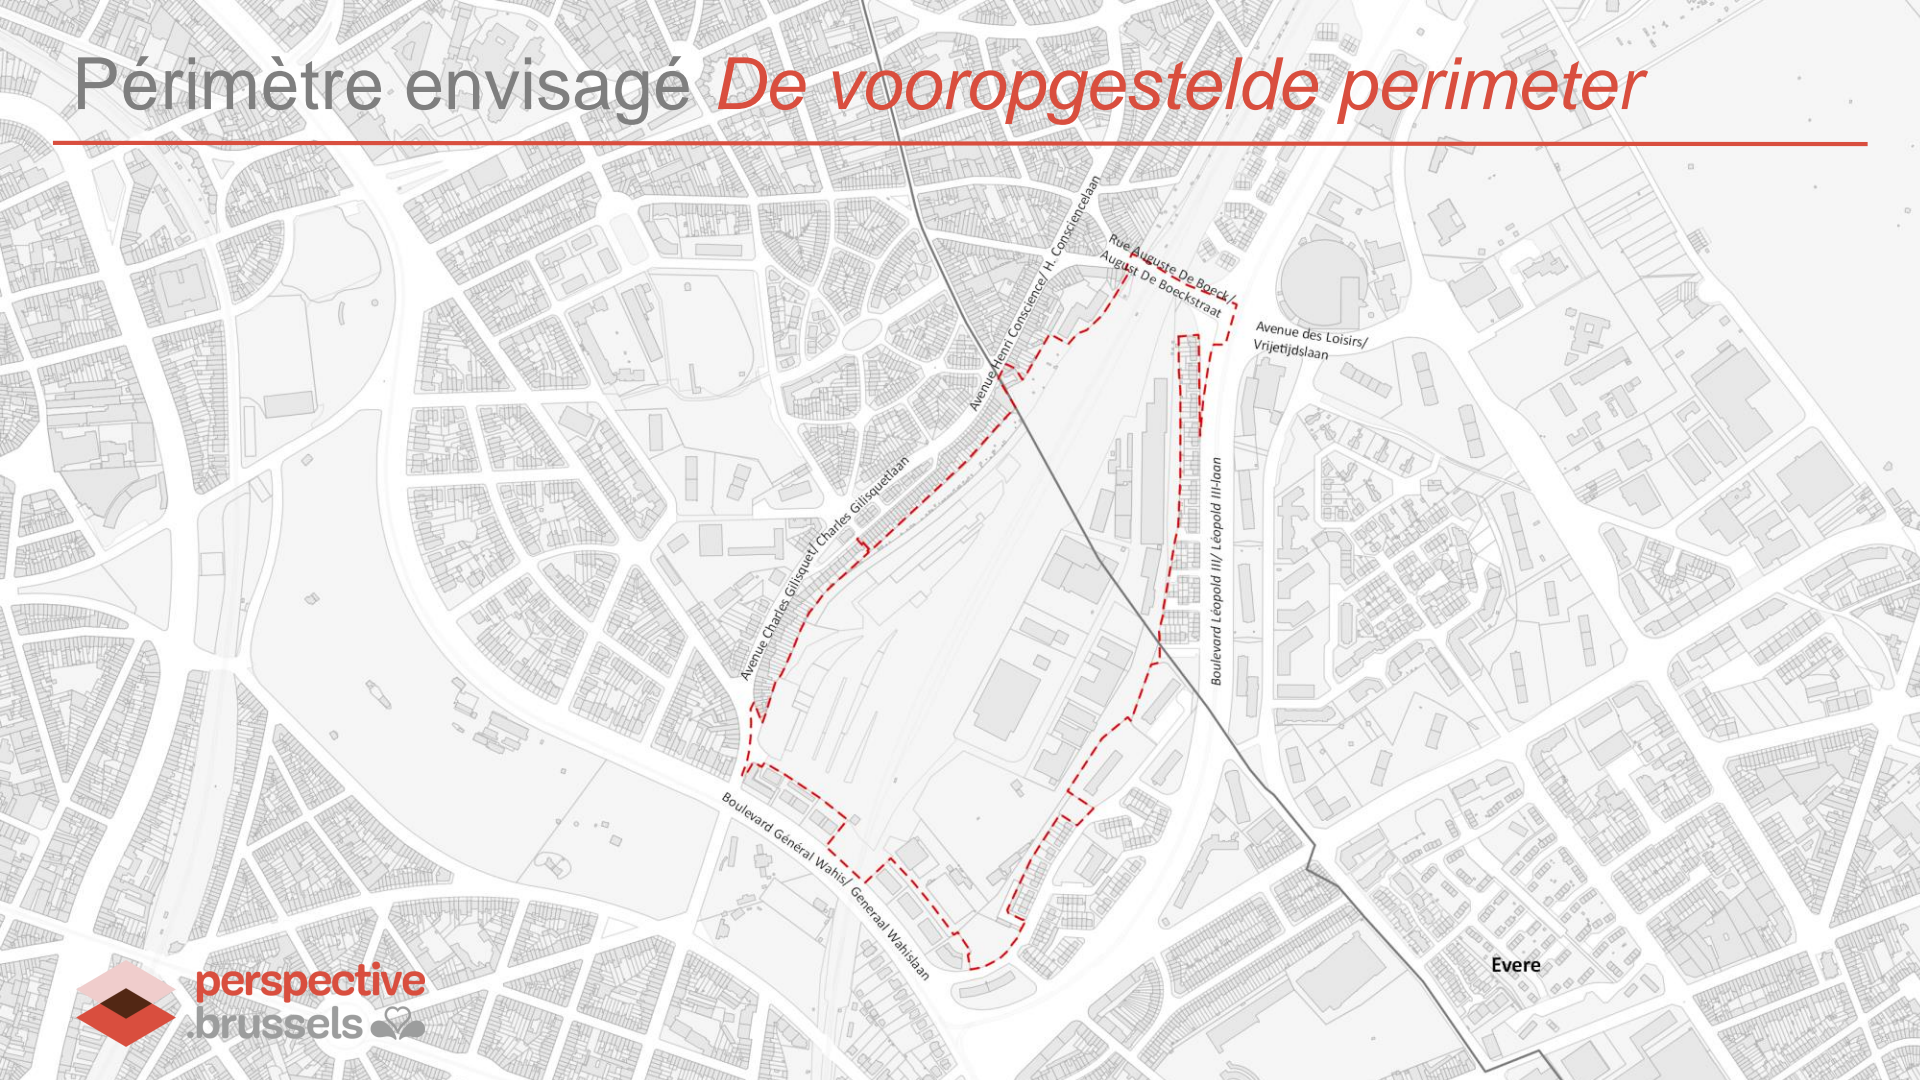 Périmètre envisagé De vooropgestelde perimeter
Avenue Henri Conscience/ H. Consciencelaan
Rue Auguste De Boeck/
August De Boeckstraat
Avenue des Loisirs/
Vrijetijdslaan
Avenue Charles Gilisquet/ Charles Gilisquetlaan
Boulevard Léopold III/ Léopold III-laan
Boulevard Général Wahis/ Generaal Wahislaan
Evere
perspective
.brussels